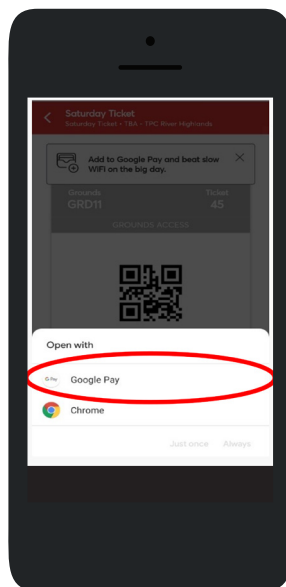 Saturday Ticket
Saturday Ticket • TBA - TPC River Highlands
Add to Google Pay and beat slow
WiFi on the big day.
Grounds Ticket
GRD11 45
GROUNDS ACCESS
Open with
G Pay Google Pay
Chrome
Just once Always